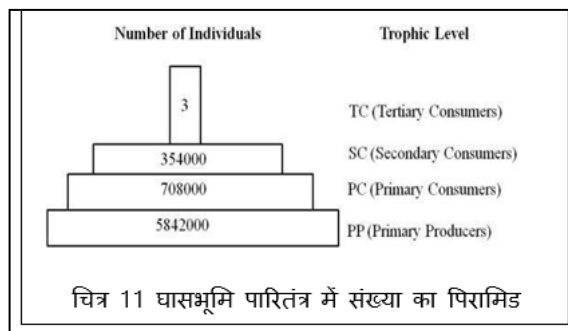 Number of Individuals Trophic Level
3 TC (Tertiary Consumers)
354000 SC (Secondary Consumers)
708000 PC (Primary Consumers)
5842000 PP (Primary Producers)
चित्र 11 घासभूमि पारितंत्र में संख्या का पिरामिड